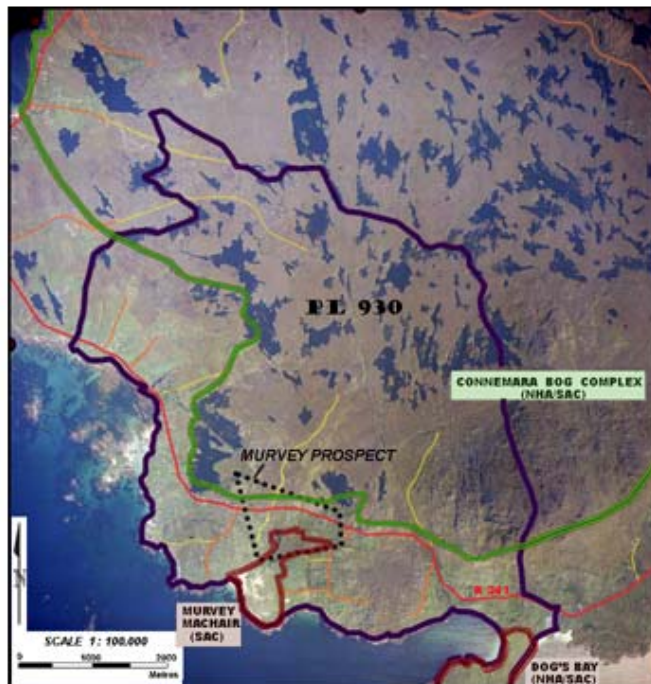 PL 930
CONNEMARA BOG COMPLEX
(NHA/SAC)
MURVEY PROSPECT
R 341
MURVEY
MACHAIR
(SAC)
N
SCALE 1: 100,000
0
Metres
DOG'S BAY
(NHA/SAC)